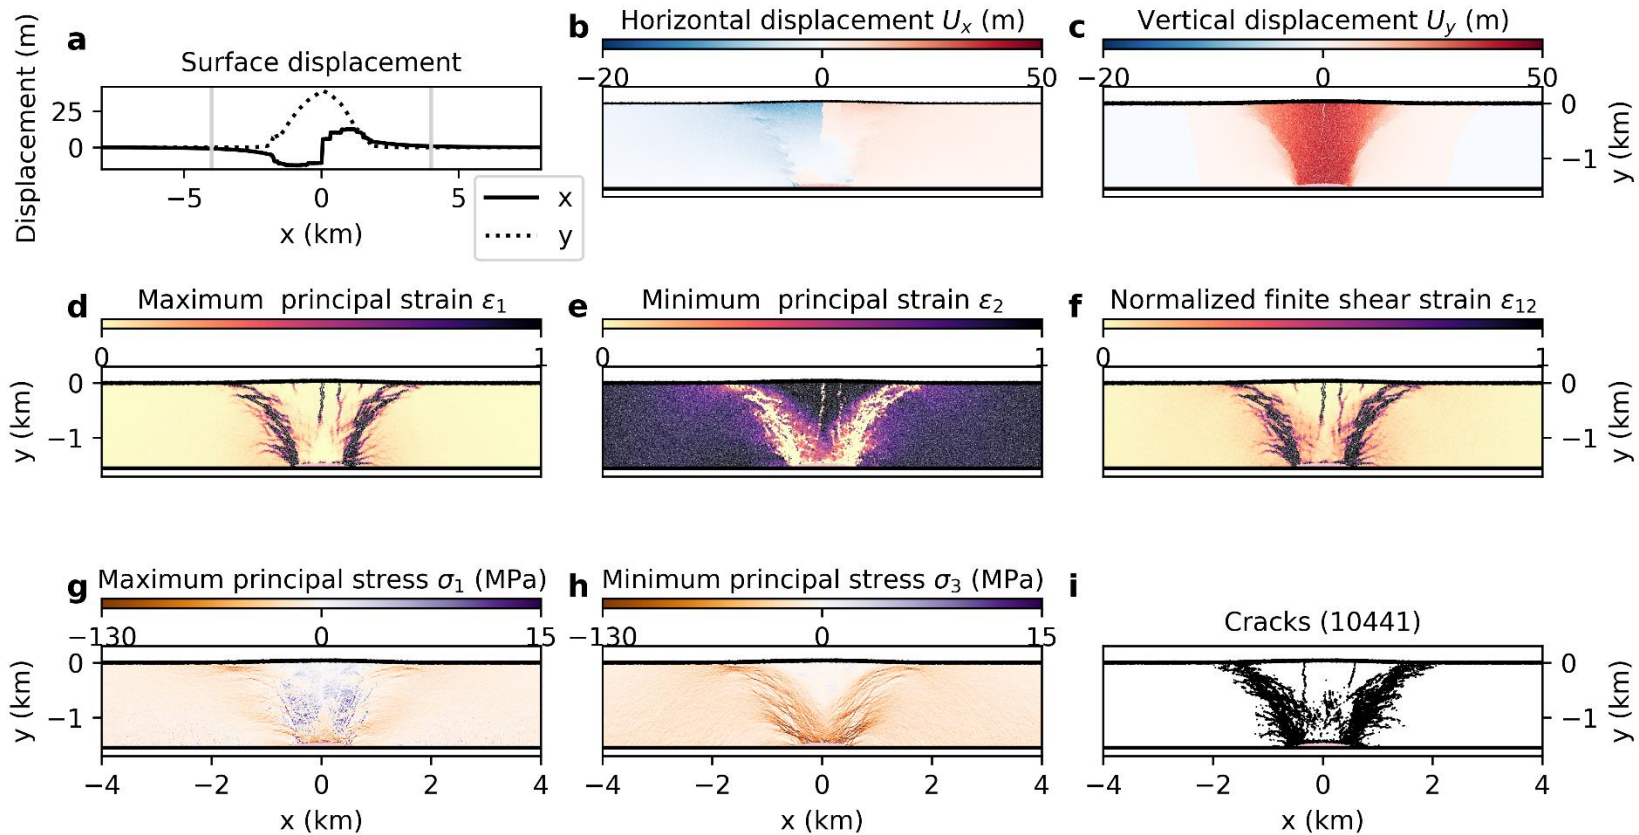 a
Surface displacement
Displacement (m)
25
0
−5 0 5
x (km)
x
y
b
Horizontal displacement Uₓ (m)
−20 0 50
c
Vertical displacement Uᵧ (m)
−20 0 50
0
−1
y (km)
d
Maximum  principal strain ε₁
0 1
0
−1
y (km)
e
Minimum  principal strain ε₂
0 1
f
Normalized finite shear strain ε₁₂
0 1
0
−1
y (km)
g
Maximum principal stress σ₁ (MPa)
−130 0 15
0
−1
y (km)
−4 −2 0 2 4
x (km)
h
Minimum principal stress σ₃ (MPa)
−130 0 15
−4 −2 0 2 4
x (km)
i
Cracks (10441)
0
−1
y (km)
−4 −2 0 2 4
x (km)